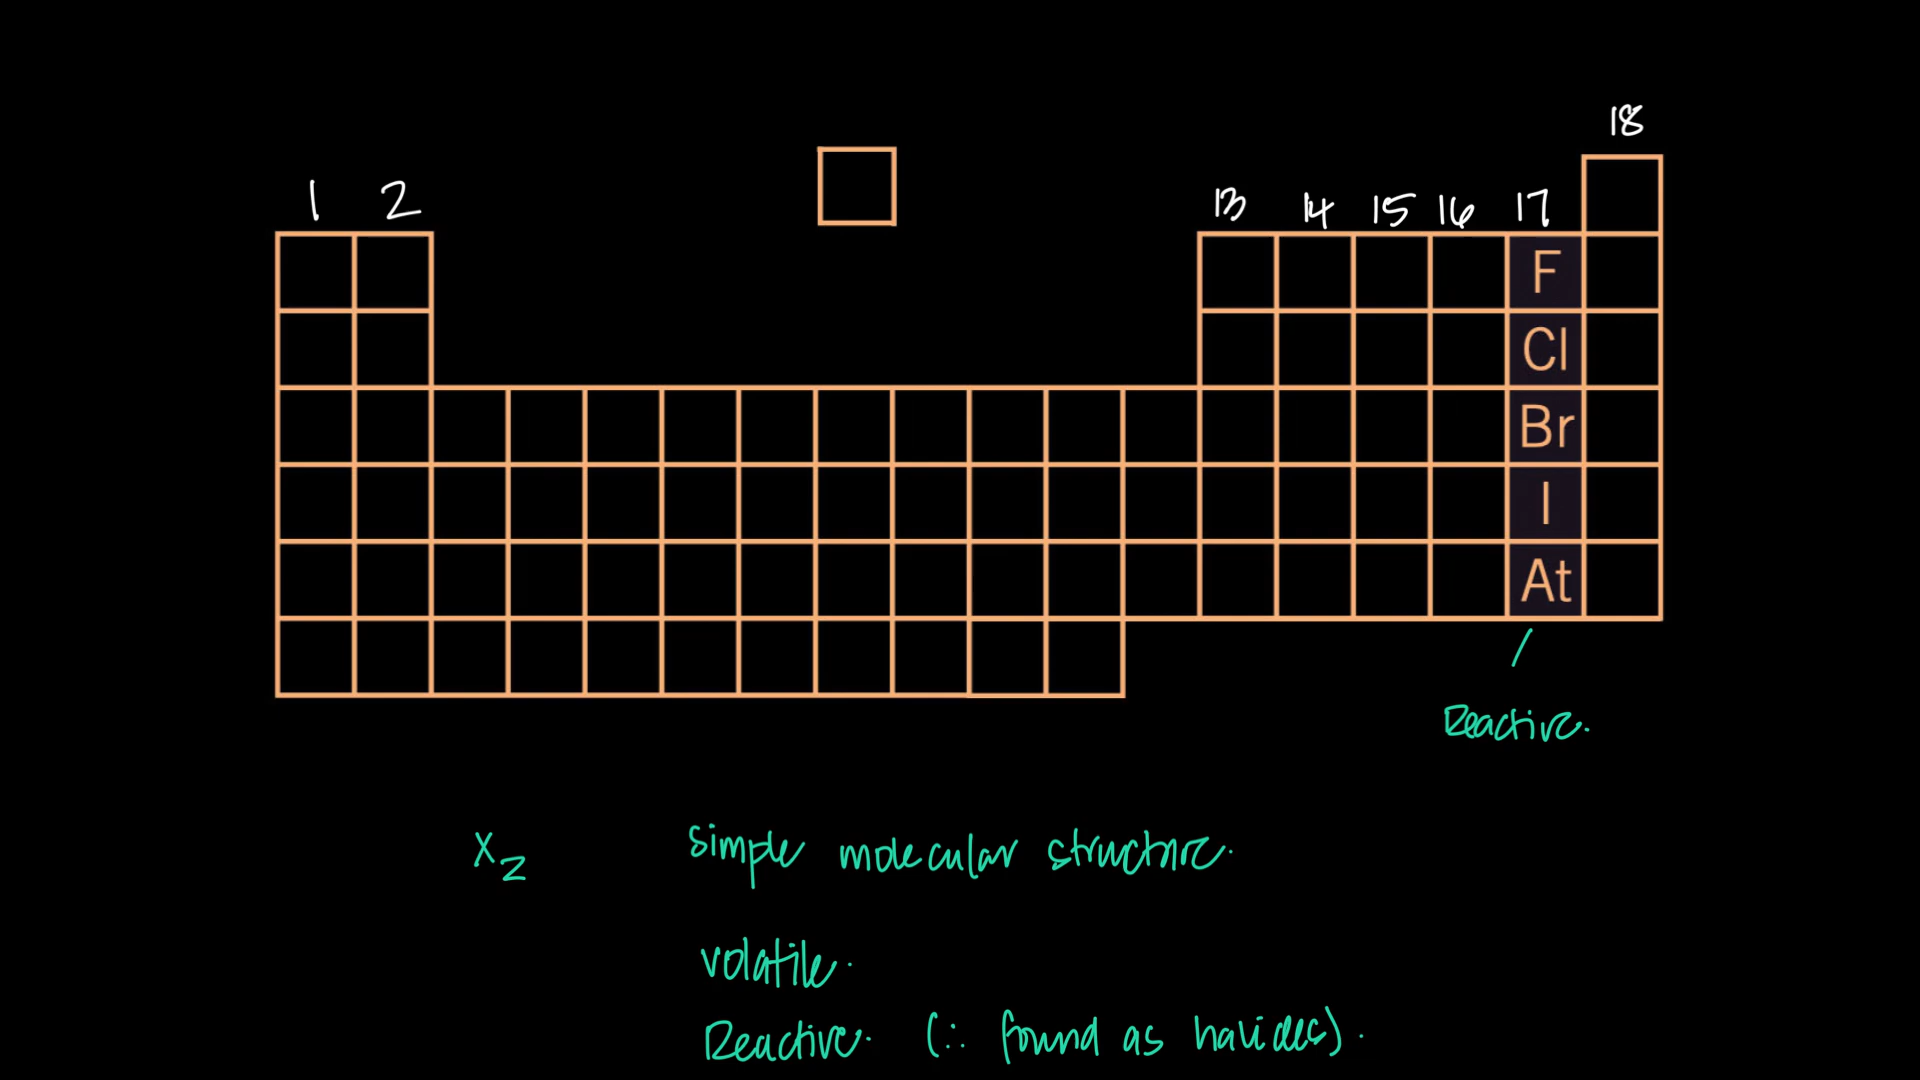 18
1 2 13 14 15 16 17
F
Cl
Br
I
At
Reactive.
X2 simple molecular structure.
volatile.
Reactive. (∴ found as halides).